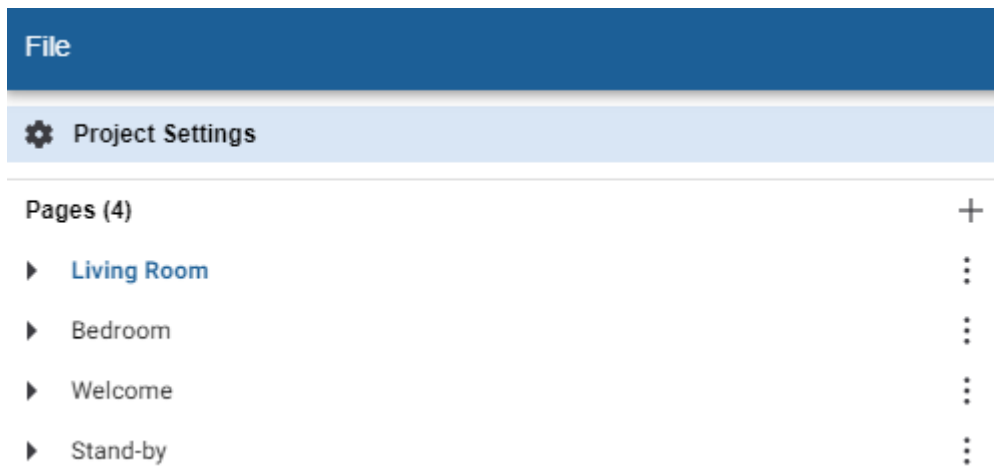 File
Project Settings
Pages (4)
Living Room
Bedroom
Welcome
Stand-by